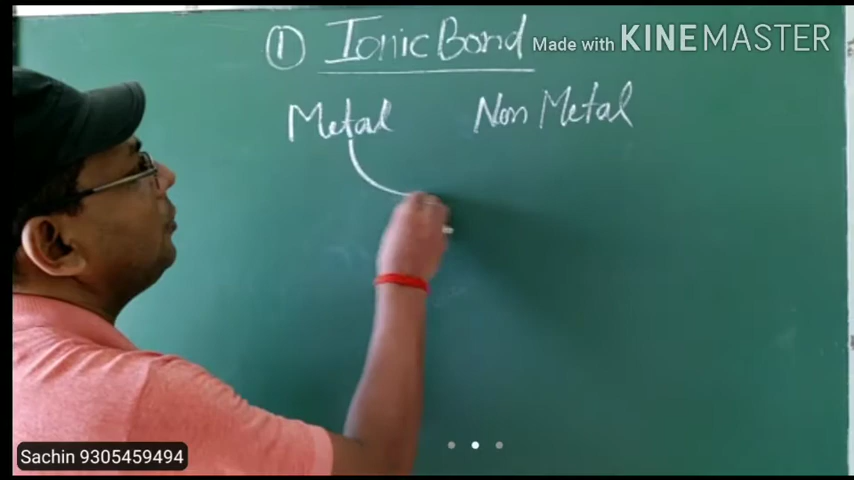 ① Ionic Bond
Made with KINEMASTER
Metal Non Metal
Sachin 9305459494